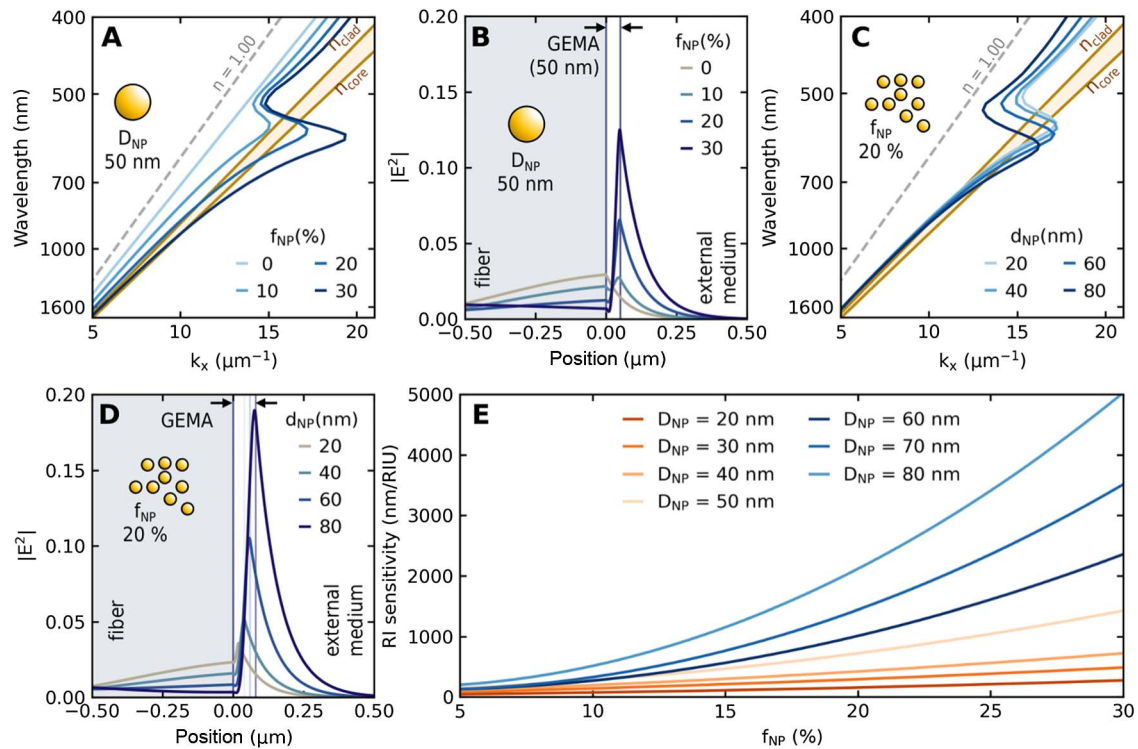 A
400
500
700
1000
1600
Wavelength (nm)
n = 1.00
n_clad
n_core
D_NP
50 nm
f_NP(%)
0
20
10
30
5
10
15
20
k_x (μm⁻¹)
B
0.20
0.15
0.10
0.05
0.00
|E²|
GEMA
(50 nm)
f_NP(%)
0
10
20
30
D_NP
50 nm
fiber
external
medium
−0.50
−0.25
0.00
0.25
0.50
Position (μm)
C
400
500
700
1000
1600
Wavelength (nm)
n = 1.00
n_clad
n_core
f_NP
20 %
d_NP(nm)
20
60
40
80
5
10
15
20
k_x (μm⁻¹)
D
0.20
0.15
0.10
0.05
0.00
|E²|
GEMA
d_NP(nm)
20
40
60
80
f_NP
20 %
fiber
external
medium
−0.50
−0.25
0.00
0.25
0.50
Position (μm)
E
5000
4000
3000
2000
1000
0
RI sensitivity (nm/RIU)
D_NP = 20 nm
D_NP = 60 nm
D_NP = 30 nm
D_NP = 70 nm
D_NP = 40 nm
D_NP = 80 nm
D_NP = 50 nm
5
10
15
20
25
30
f_NP (%)